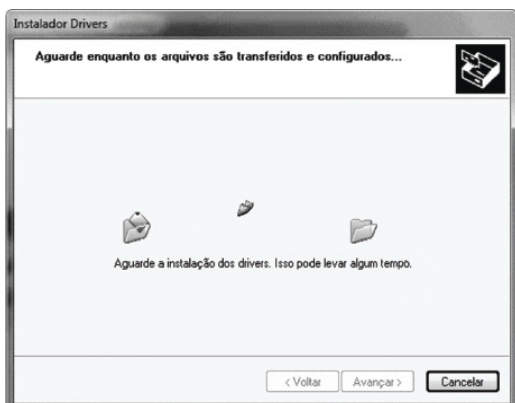 Instalador Drivers
Aguarde enquanto os arquivos são transferidos e configurados...
Aguarde a instalação dos drivers. Isso pode levar algum tempo.
< Voltar
Avançar >
Cancelar